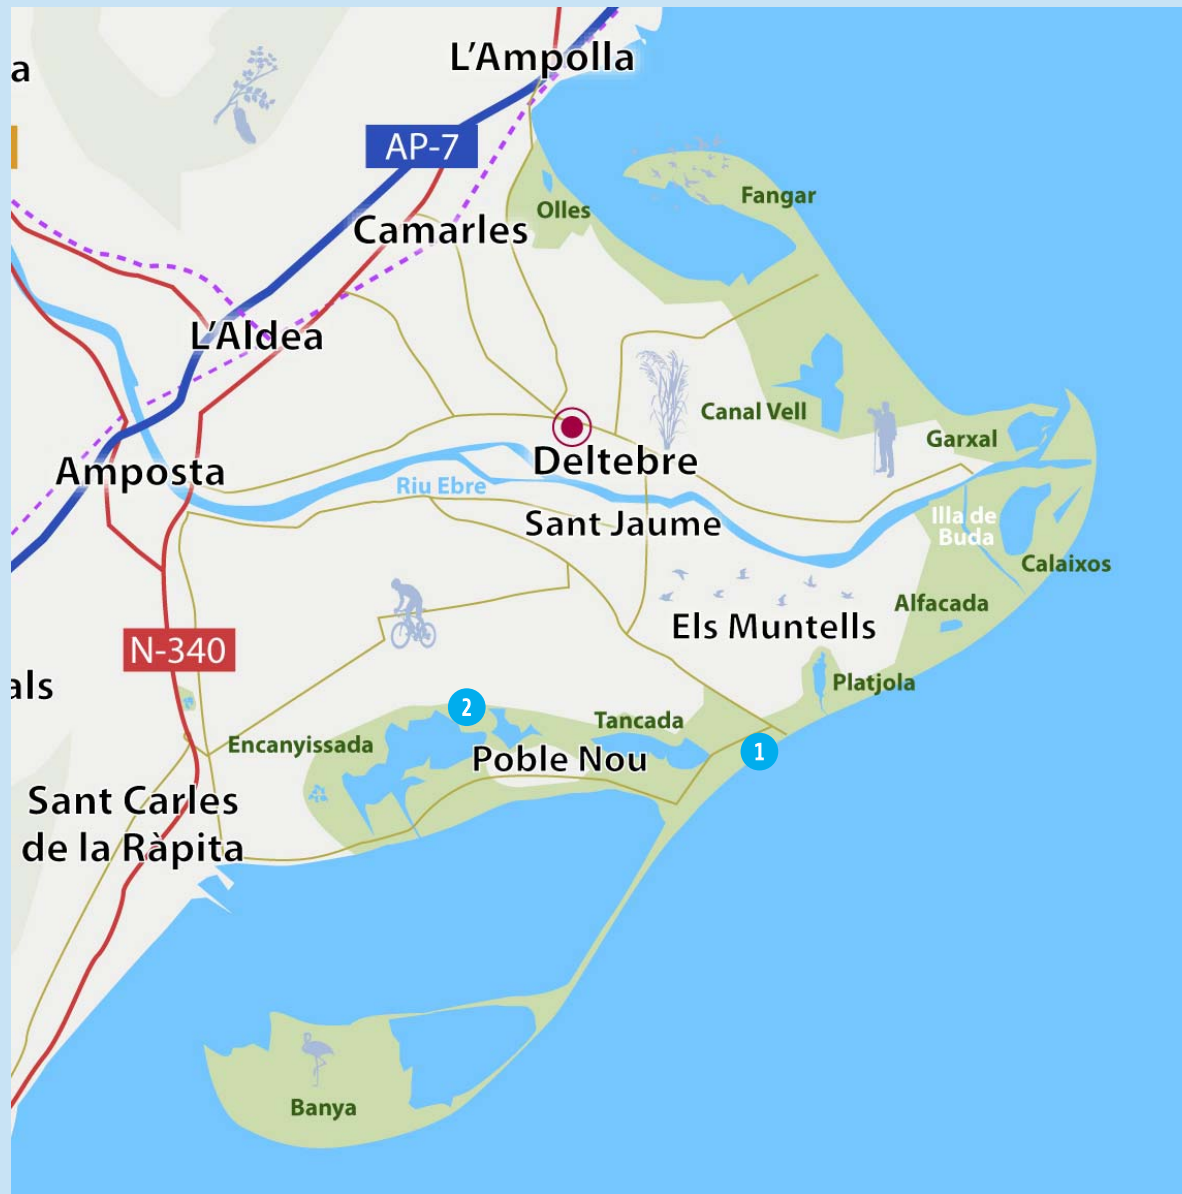 L'Ampolla
a
AP-7
Fangar
Olles
Camarles
L'Aldea
Canal Vell
Garxal
Deltebre
Amposta
Riu Ebre
Sant Jaume
Illa de
Buda
Calaixos
Alfacada
Els Muntells
N-340
Platjola
als
2
Tancada
Encanyissada
1
Poble Nou
Sant Carles
de la Ràpita
Banya